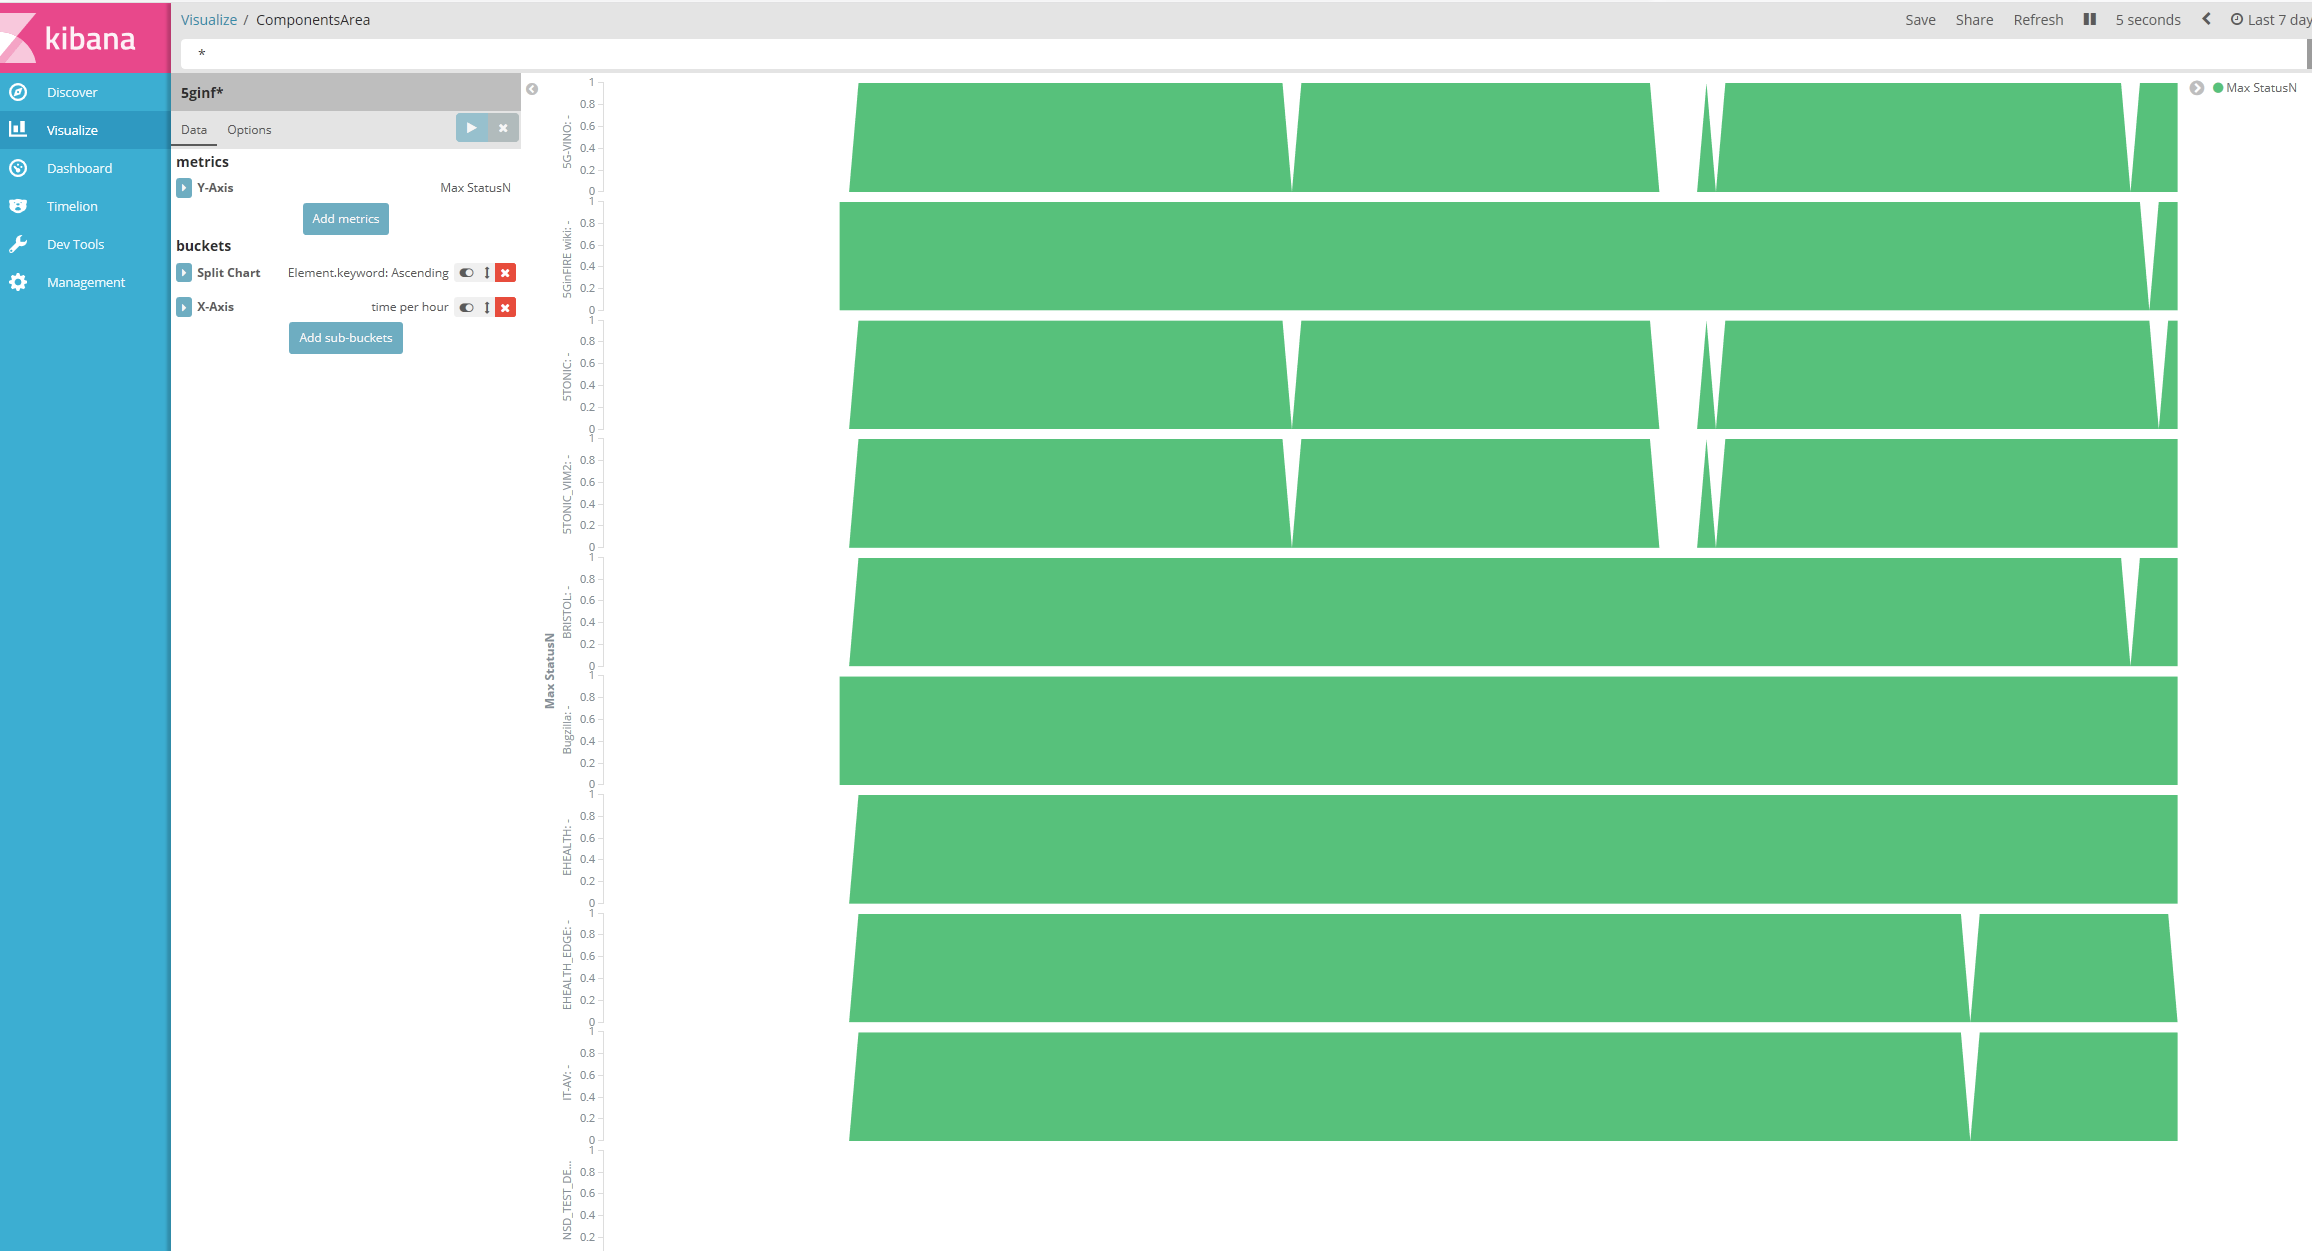 kibana
Discover
Visualize
Dashboard
Timelion
Dev Tools
Management
Visualize / ComponentsArea
Save Share Refresh 5 seconds Last 7 day
*
5ginf*
Data Options
metrics
Y-Axis Max StatusN
Add metrics
buckets
Split Chart Element.keyword: Ascending
X-Axis time per hour
Add sub-buckets
Max StatusN
Max StatusN
5G-VINO: -
1
0.8
0.6
0.4
0.2
0
5GinFIRE wiki: -
1
0.8
0.6
0.4
0.2
0
5TONIC: -
1
0.8
0.6
0.4
0.2
0
5TONIC_VIM2: -
1
0.8
0.6
0.4
0.2
0
BRISTOL: -
1
0.8
0.6
0.4
0.2
0
Bugzilla: -
1
0.8
0.6
0.4
0.2
0
EHEALTH: -
1
0.8
0.6
0.4
0.2
0
EHEALTH_EDGE: -
1
0.8
0.6
0.4
0.2
0
IT-AV: -
1
0.8
0.6
0.4
0.2
0
NSD_TEST_DE...
1
0.8
0.6
0.4
0.2